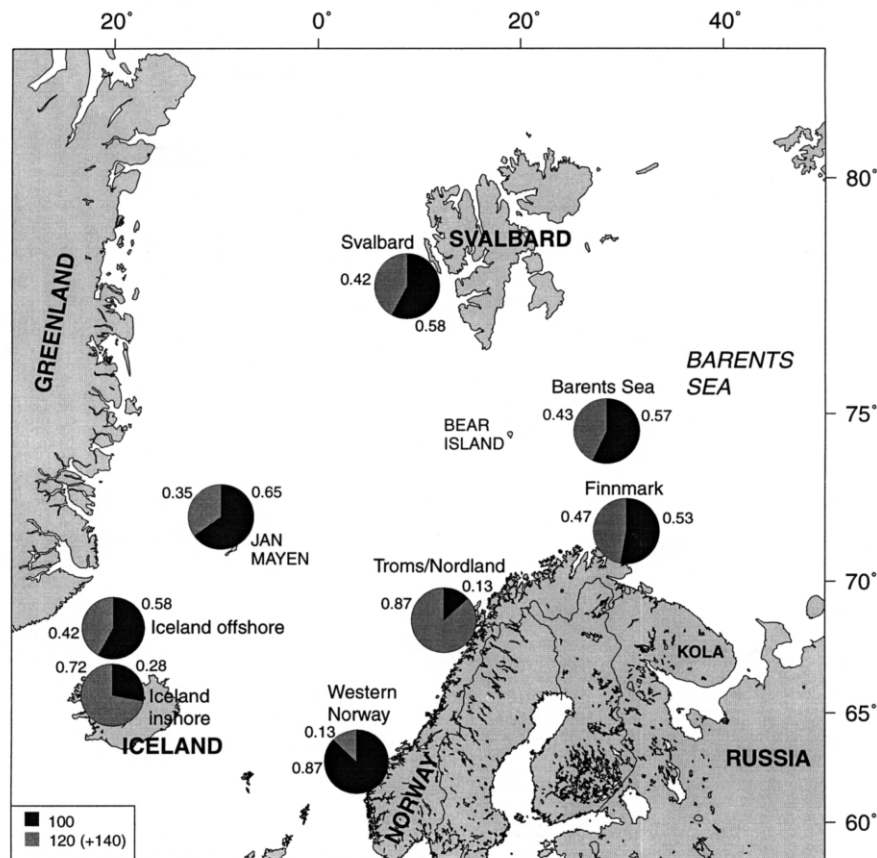 20° 0 20° 40°
80°
Svalbard
SVALBARD
0.42
0.58
GREENLAND
BARENTS
SEA
Barents Sea
75°
0.43
0.57
BEAR
ISLAND
Finnmark
0.35
0.65
0.47
0.53
JAN
MAYEN
Troms/Nordland
70°
0.87
0.13
0.58
Iceland offshore
0.42
KOLA
0.72
0.28
Iceland
inshore
Western
Norway
65°
ICELAND
0.13
0.87
NORWAY
RUSSIA
100
120 (+140)
60°